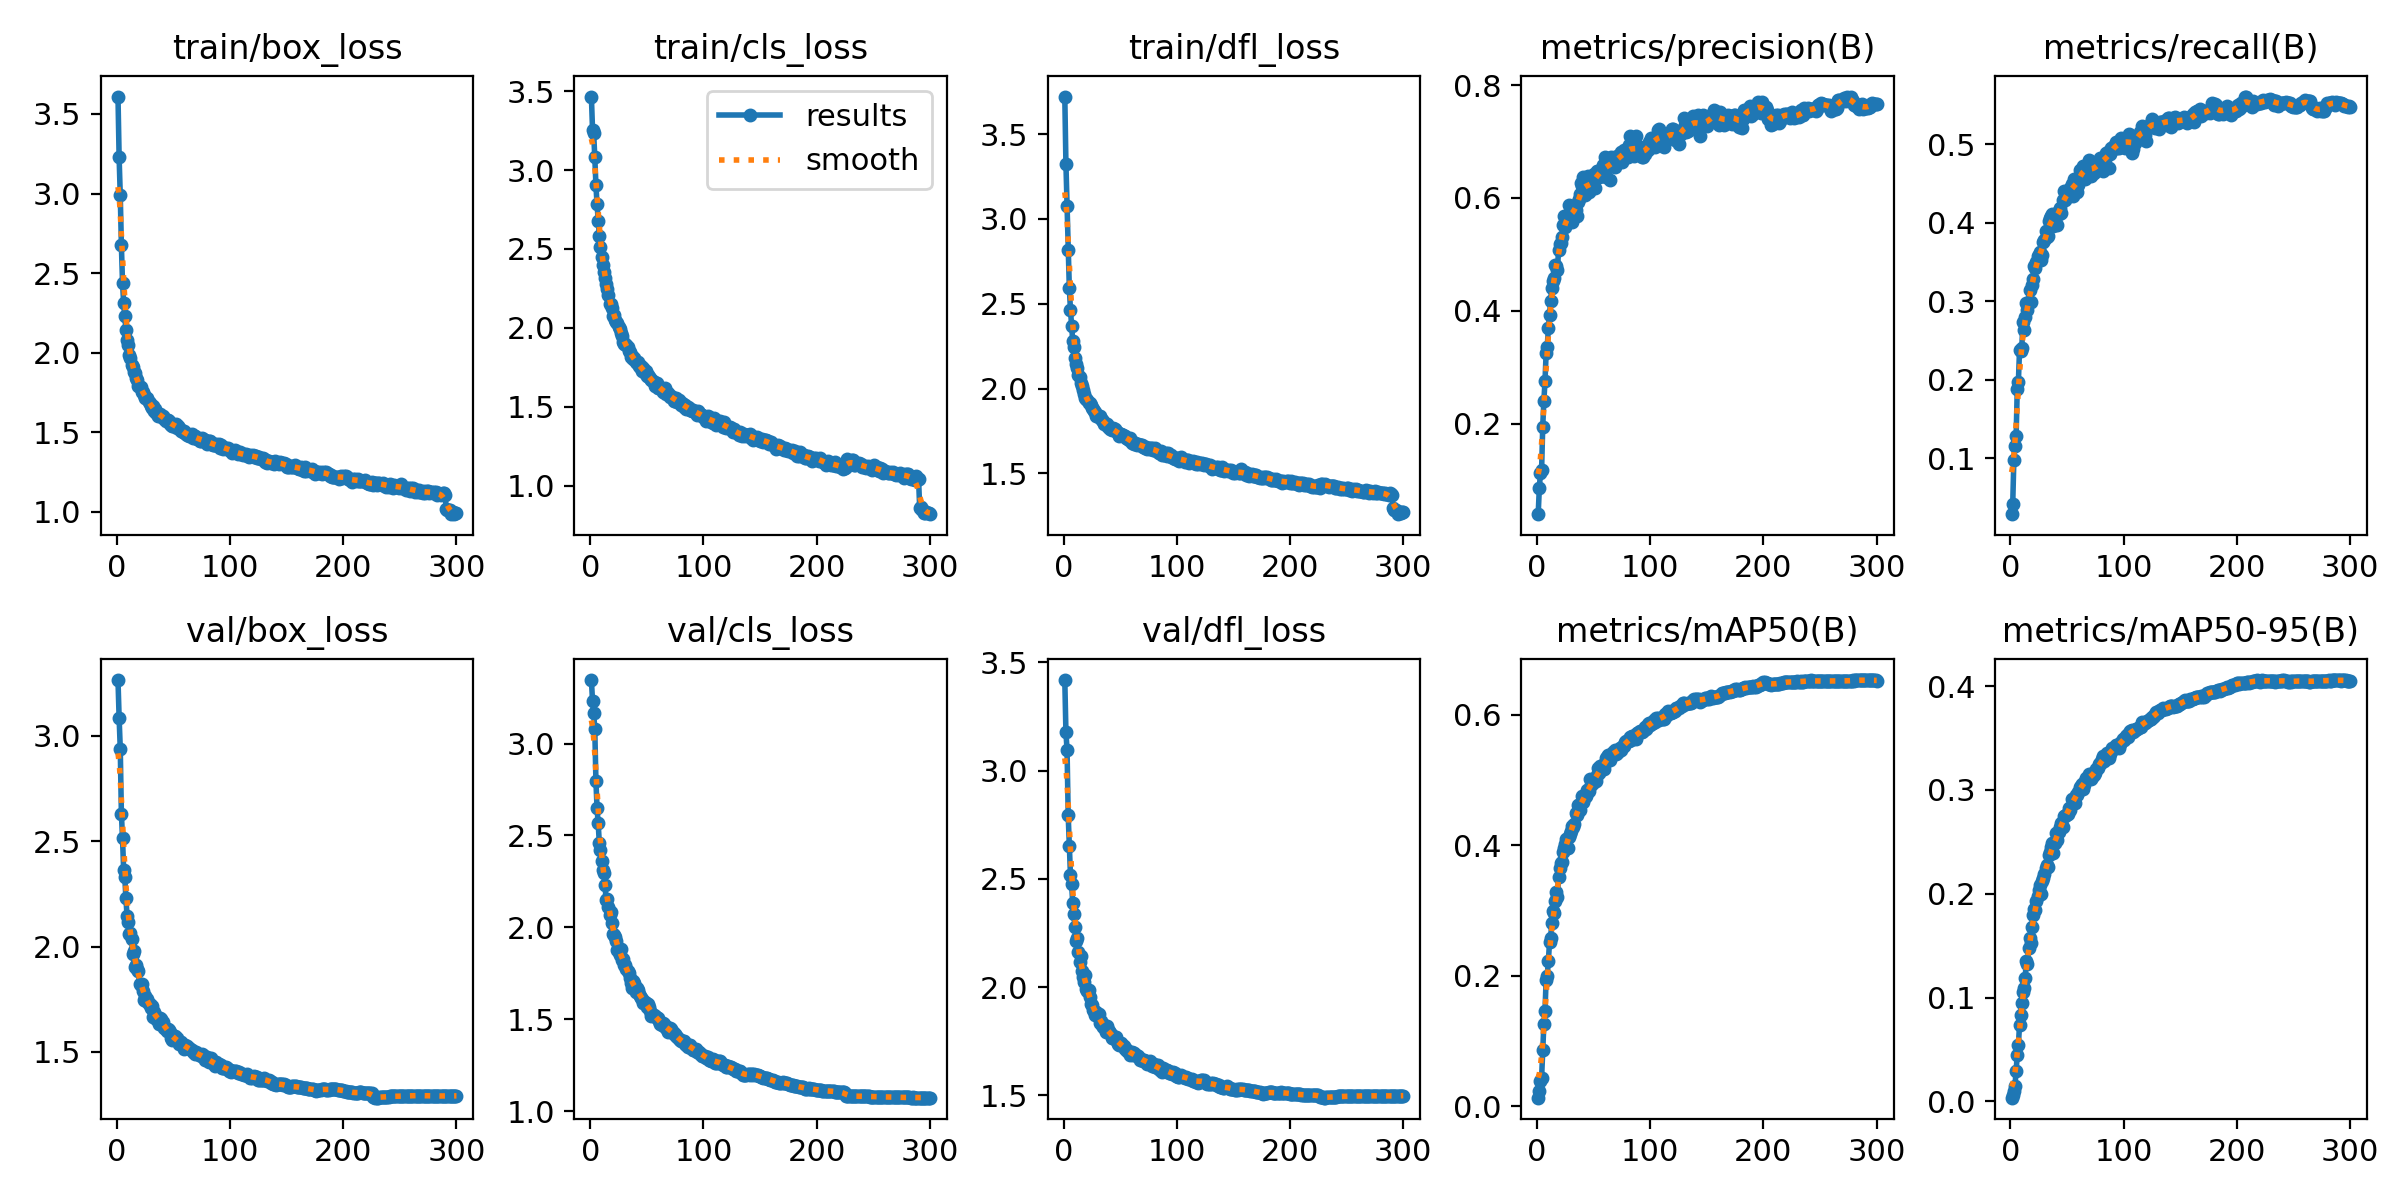 train/box_loss
3.5
3.0
2.5
2.0
1.5
1.0
0 100 200 300
train/cls_loss
results
smooth
3.5
3.0
2.5
2.0
1.5
1.0
0 100 200 300
train/dfl_loss
3.5
3.0
2.5
2.0
1.5
0 100 200 300
metrics/precision(B)
0.8
0.6
0.4
0.2
0 100 200 300
metrics/recall(B)
0.5
0.4
0.3
0.2
0.1
0 100 200 300
val/box_loss
3.0
2.5
2.0
1.5
0 100 200 300
val/cls_loss
3.0
2.5
2.0
1.5
1.0
0 100 200 300
val/dfl_loss
3.5
3.0
2.5
2.0
1.5
0 100 200 300
metrics/mAP50(B)
0.6
0.4
0.2
0.0
0 100 200 300
metrics/mAP50-95(B)
0.4
0.3
0.2
0.1
0.0
0 100 200 300